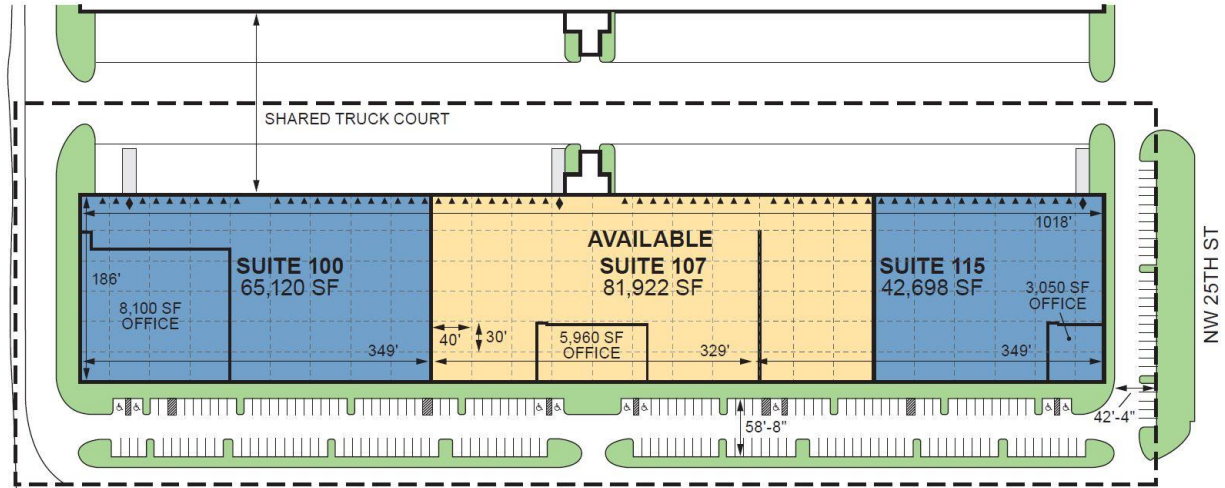 SHARED TRUCK COURT
1018'
186'
SUITE 100
65,120 SF
8,100 SF
OFFICE
349'
AVAILABLE
SUITE 107
81,922 SF
40'
30'
5,960 SF
OFFICE
329'
SUITE 115
42,698 SF
3,050 SF
OFFICE
349'
58'-8"
42'-4"
NW 25TH ST